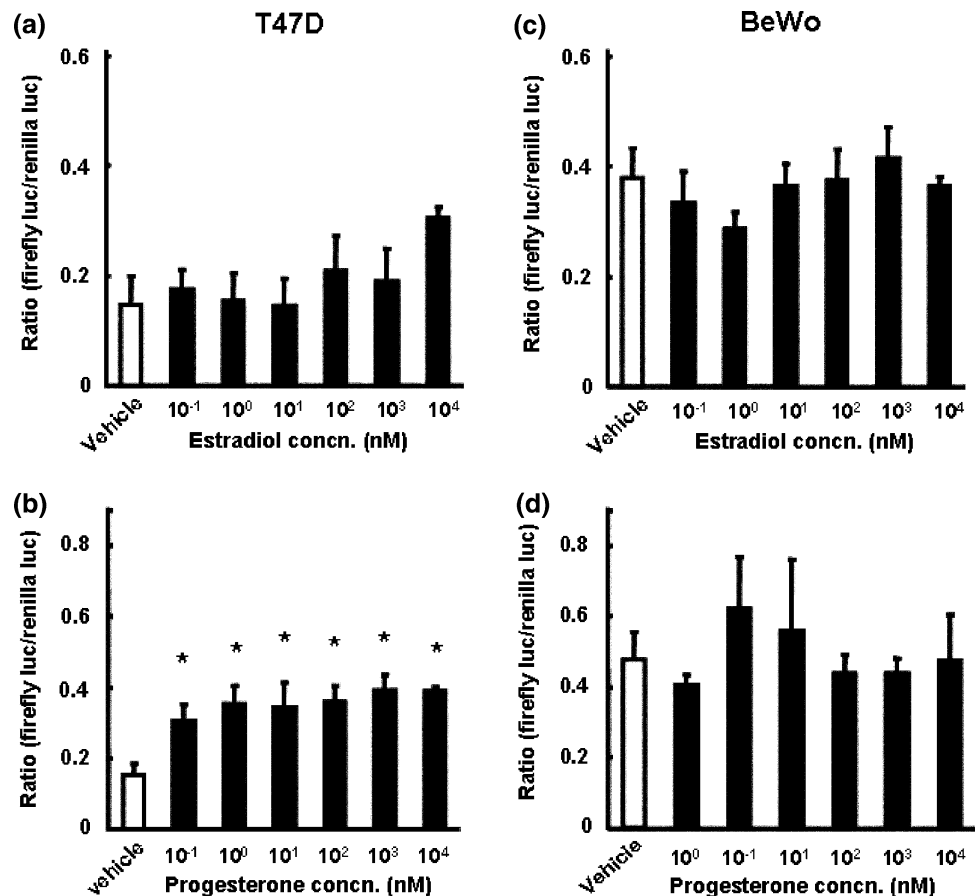 (a)
T47D
0.6
0.4
0.2
0
Ratio (firefly luc/renilla luc)
Vehicle
10⁻¹
10⁰
10¹
10²
10³
10⁴
Estradiol concn. (nM)
(c)
BeWo
0.6
0.4
0.2
0
Ratio (firefly luc/renilla luc)
Vehicle
10⁻¹
10⁰
10¹
10²
10³
10⁴
Estradiol concn. (nM)
(b)
0.8
0.6
0.4
0.2
0
Ratio (firefly luc/renilla luc)
* * * * * *
vehicle
10⁻¹
10⁰
10¹
10²
10³
10⁴
Progesterone concn. (nM)
(d)
0.8
0.6
0.4
0.2
0
Ratio (firefly luc/renilla luc)
Vehicle
10⁰
10⁻¹
10¹
10²
10³
10⁴
Progesterone concn. (nM)